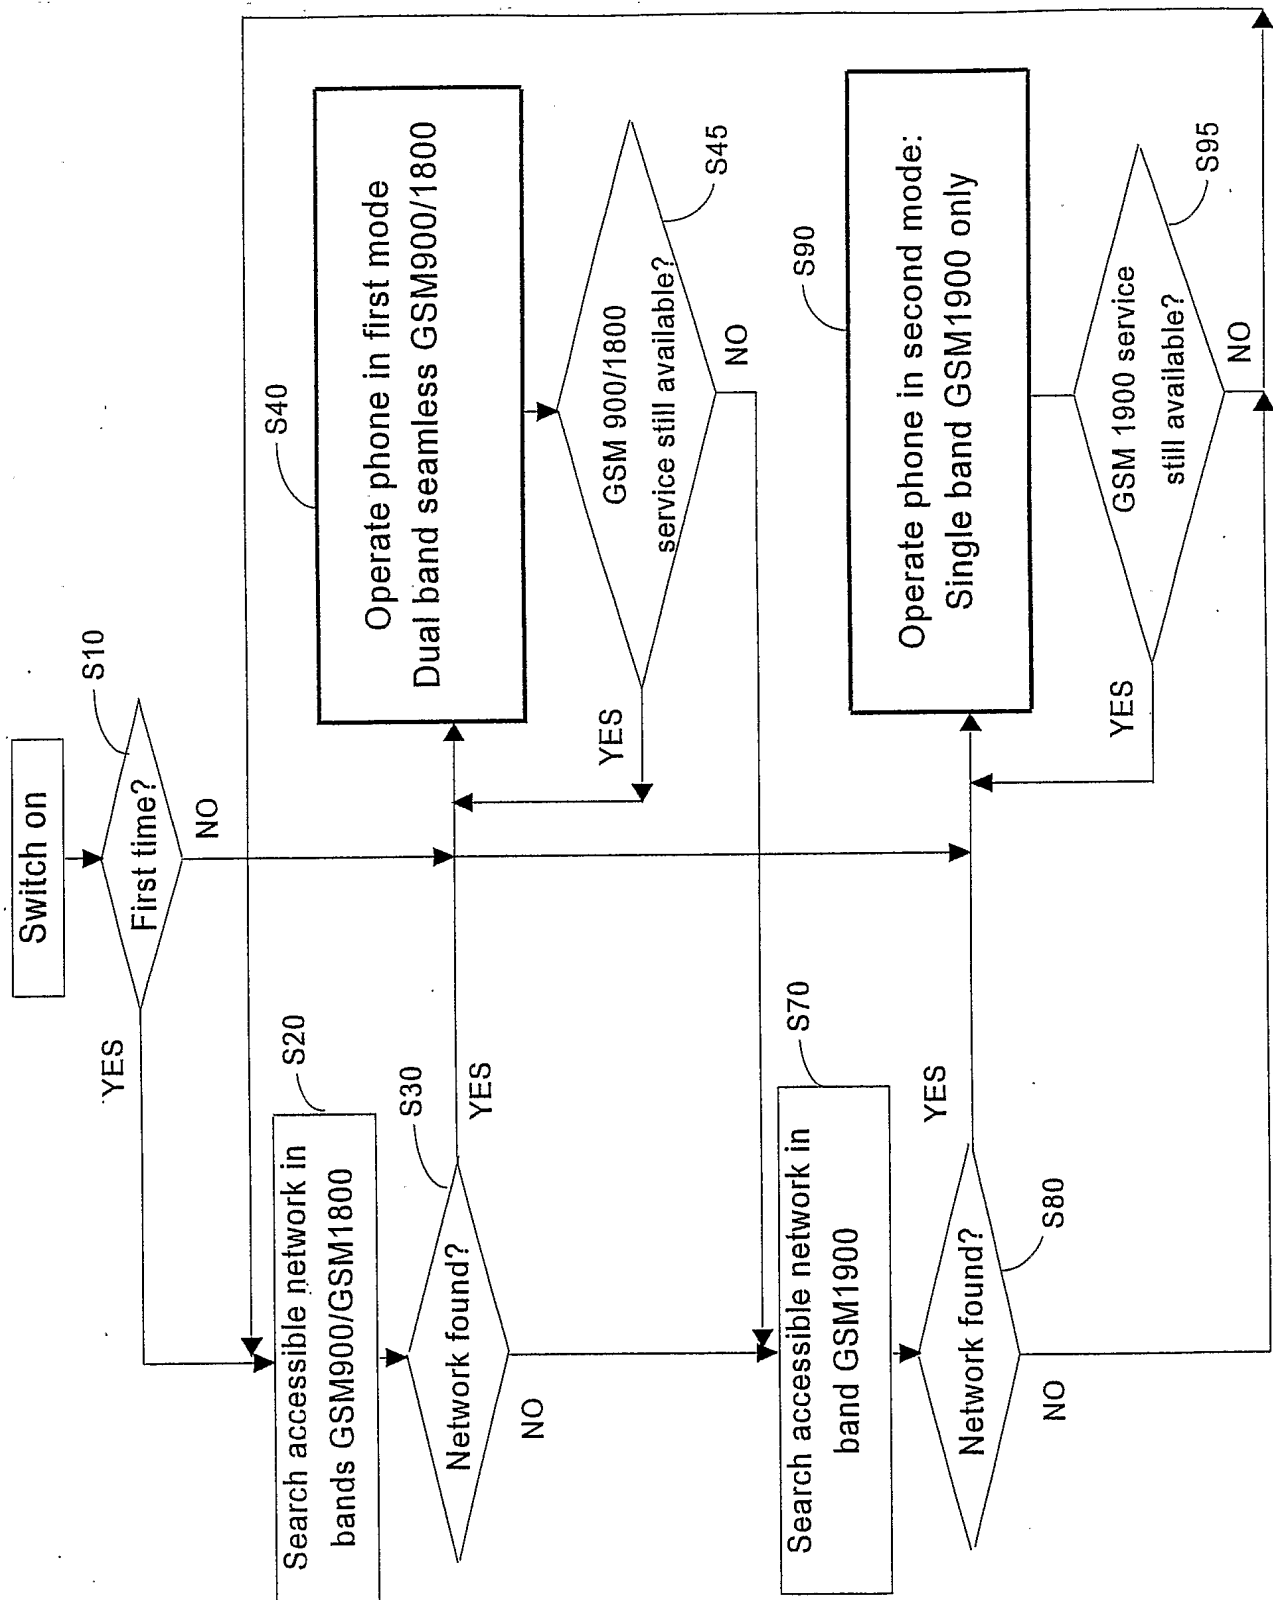 Switch on
First time?
S10
YES
NO
Search accessible network in
bands GSM900/GSM1800
S20
Network found?
S30
YES
NO
Operate phone in first mode
Dual band seamless GSM900/1800
S40
GSM 900/1800
service still available?
S45
YES
NO
Search accessible network in
band GSM1900
S70
Network found?
S80
YES
NO
Operate phone in second mode:
Single band GSM1900 only
S90
GSM 1900 service
still available?
S95
YES
NO